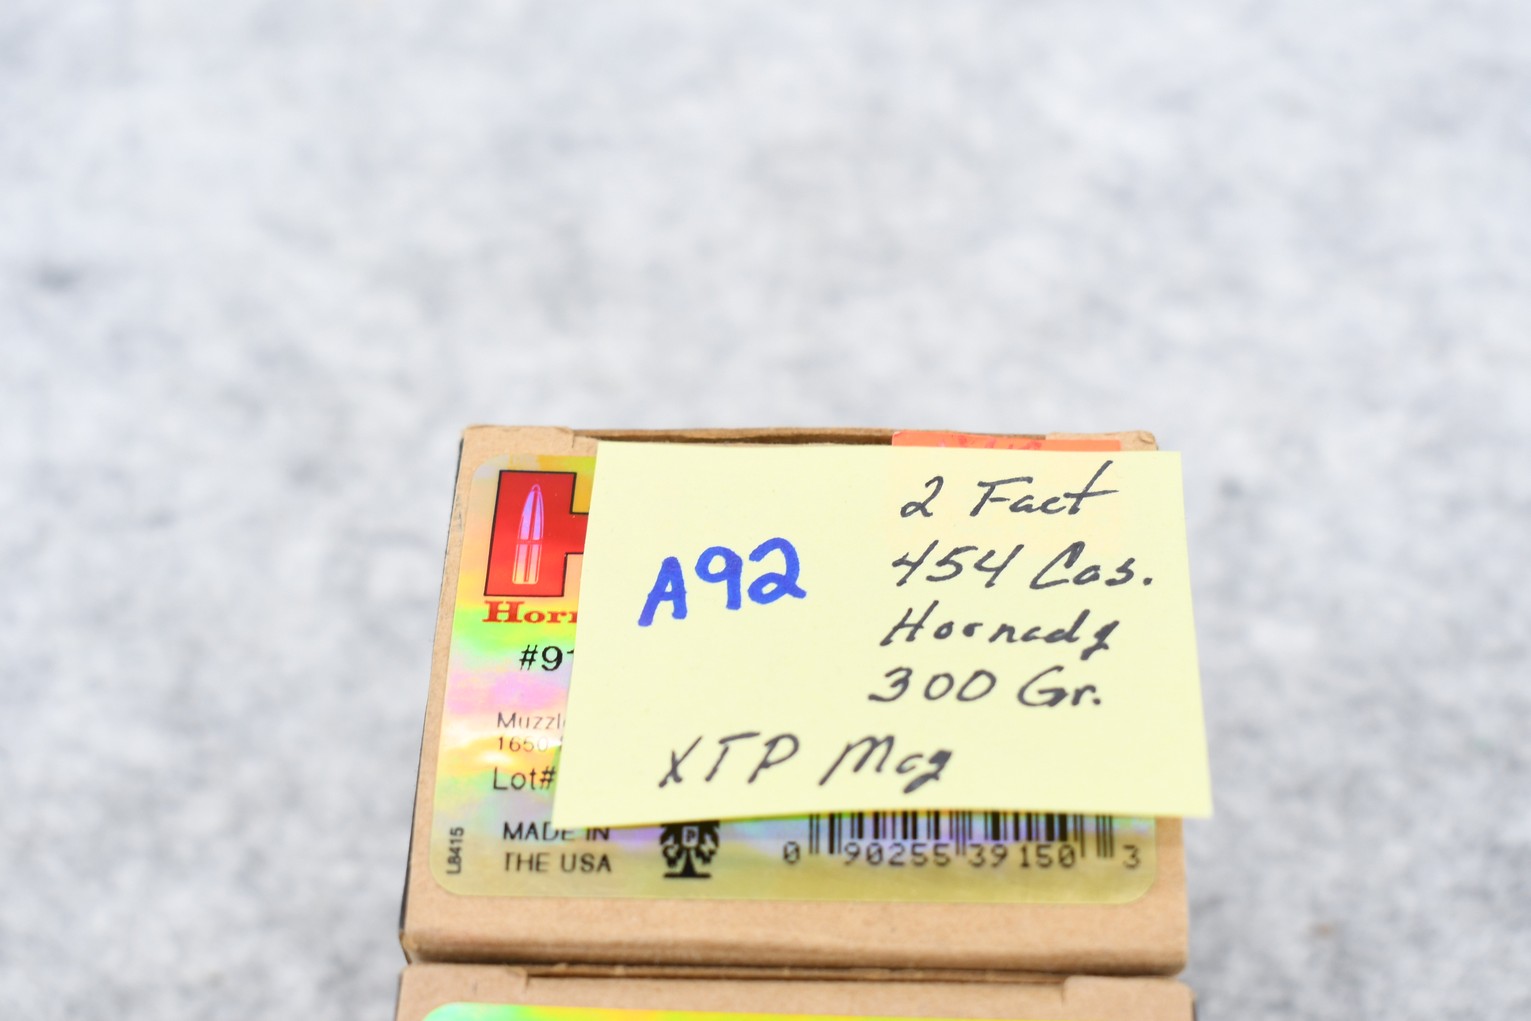 2 Fact
454 Cas.
Hornady
300 Gr.
A92
XTP Mag
Horn
#91
Muzzl
1650
Lot#
MADE IN
THE USA
L8415
P
0 90255 39150 3